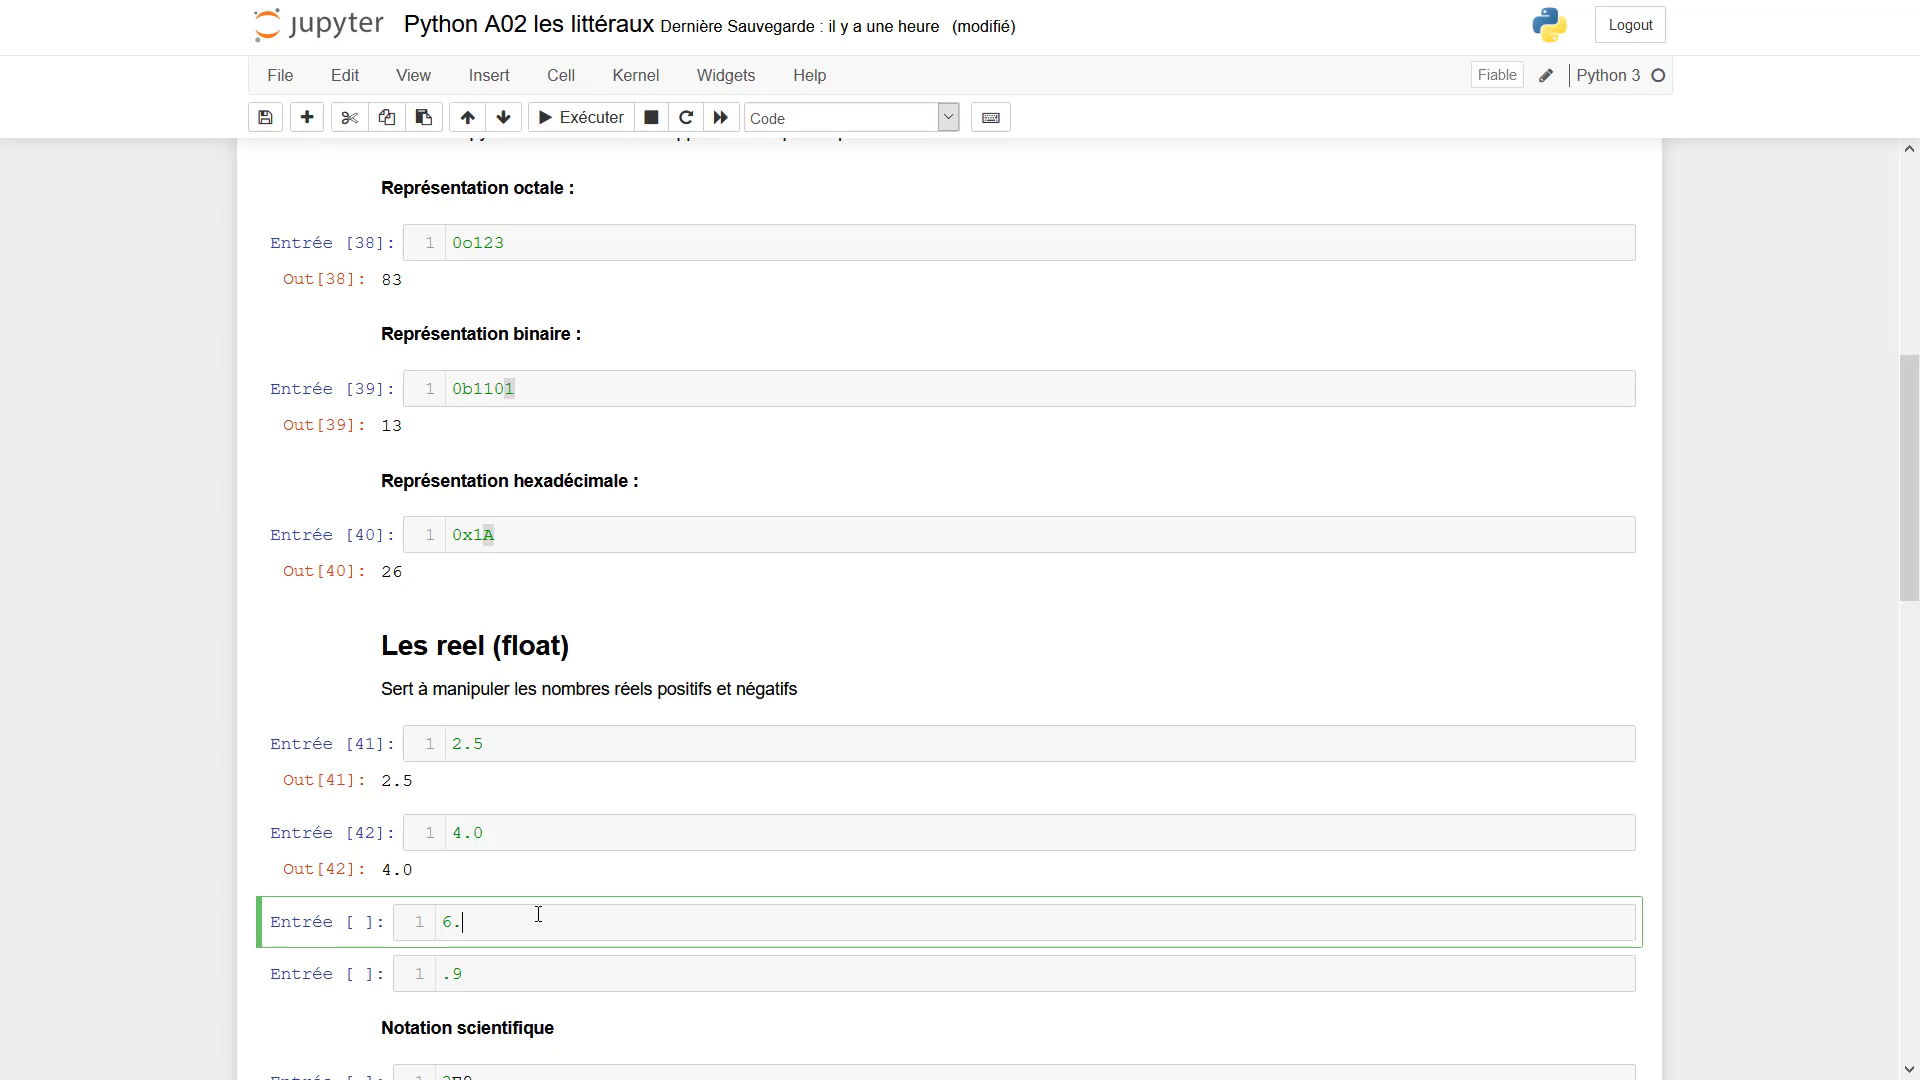 jupyter Python A02 les littéraux Dernière Sauvegarde : il y a une heure (modifié) Logout
File Edit View Insert Cell Kernel Widgets Help Fiable Python 3
Exécuter Code
Représentation octale :
Entrée [38]: 1 0o123
Out[38]: 83
Représentation binaire :
Entrée [39]: 1 0b1101
Out[39]: 13
Représentation hexadécimale :
Entrée [40]: 1 0x1A
Out[40]: 26
Les reel (float)
Sert à manipuler les nombres réels positifs et négatifs
Entrée [41]: 1 2.5
Out[41]: 2.5
Entrée [42]: 1 4.0
Out[42]: 4.0
Entrée [ ]: 1 6.
Entrée [ ]: 1 .9
Notation scientifique